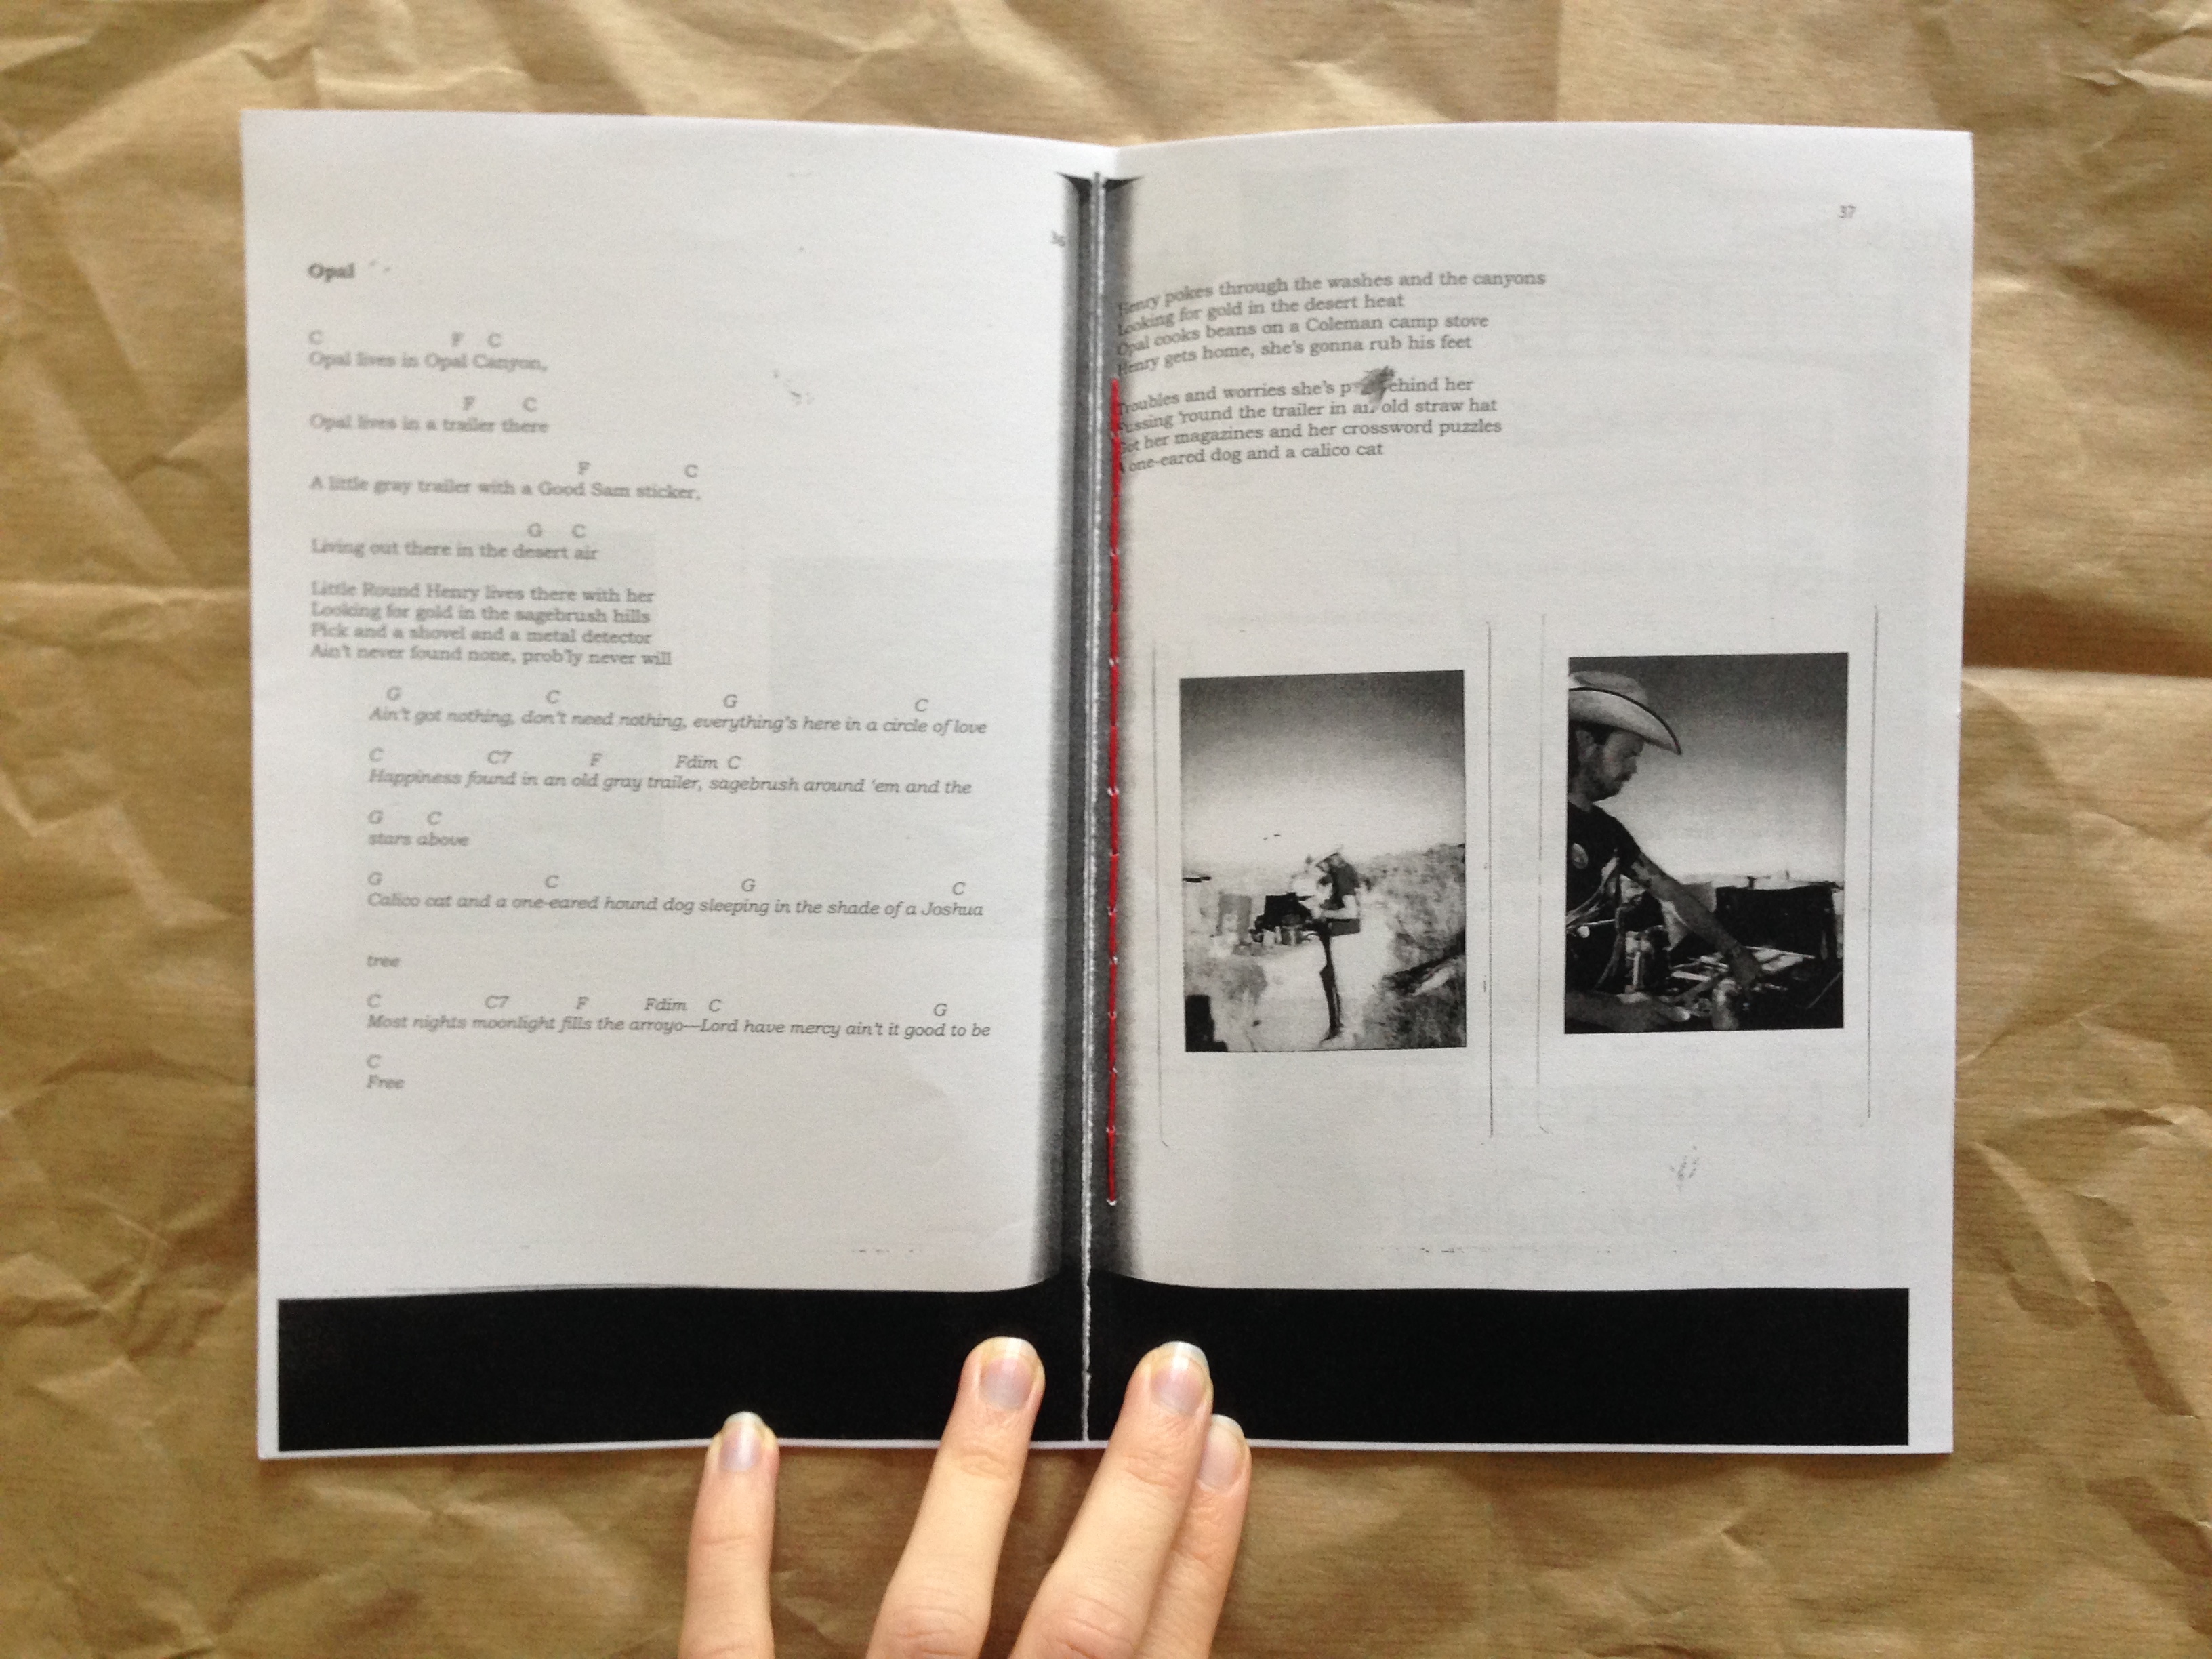 36
Opal
C F C
Opal lives in Opal Canyon,
F C
Opal lives in a trailer there
F C
A little gray trailer with a Good Sam sticker,
G C
Living out there in the desert air
Little Round Henry lives there with her
Looking for gold in the sagebrush hills
Pick and a shovel and a metal detector
Ain't never found none, prob'ly never will
G C G C
Ain't got nothing, don't need nothing, everything's here in a circle of love
C C7 F Fdim C
Happiness found in an old gray trailer, sagebrush around 'em and the
G C
stars above
G C G C
Calico cat and a one-eared hound dog sleeping in the shade of a Joshua
tree
C C7 F Fdim C G
Most nights moonlight fills the arroyo—Lord have mercy ain't it good to be
C
Free
37
Henry pokes through the washes and the canyons
Looking for gold in the desert heat
Opal cooks beans on a Coleman camp stove
Henry gets home, she's gonna rub his feet
Troubles and worries she's p ehind her
Fussing 'round the trailer in an old straw hat
Got her magazines and her crossword puzzles
A one-eared dog and a calico cat